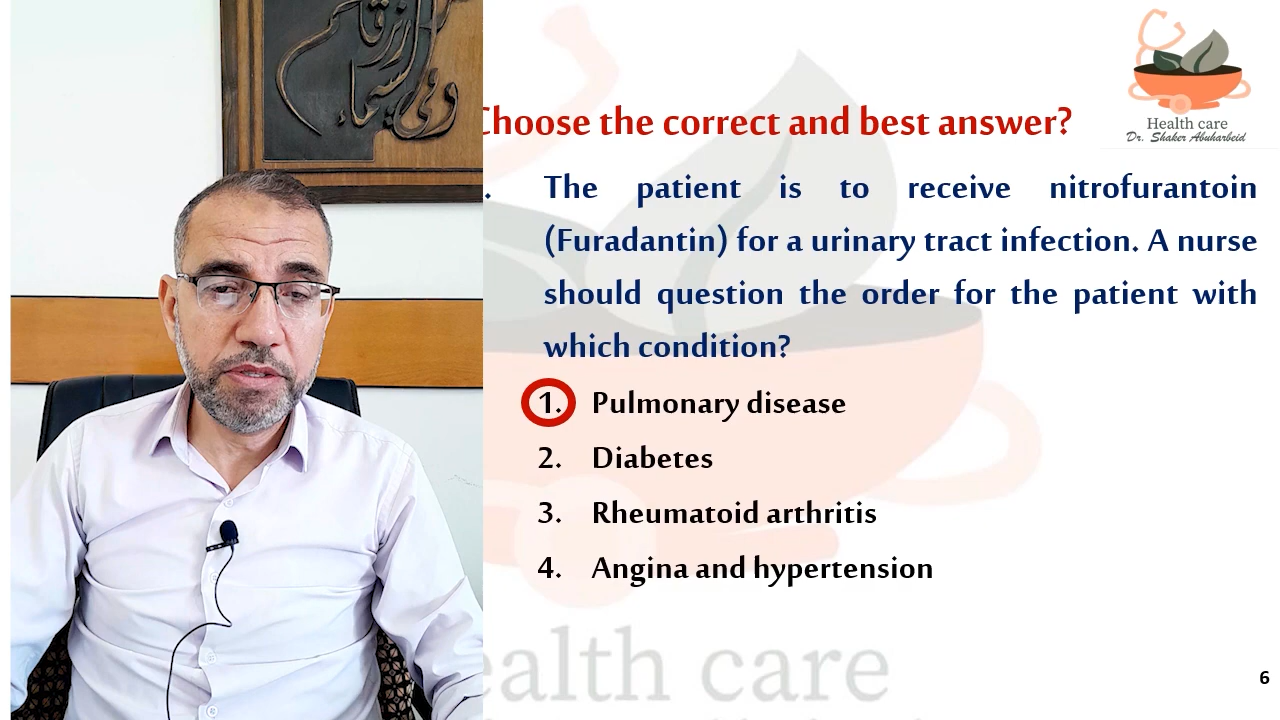 Choose the correct and best answer?
Health care
Dr. Shaker Abuharbeid
. The patient is to receive nitrofurantoin
(Furadantin) for a urinary tract infection. A nurse
should question the order for the patient with
which condition?
1. Pulmonary disease
2. Diabetes
3. Rheumatoid arthritis
4. Angina and hypertension
ealth care
6